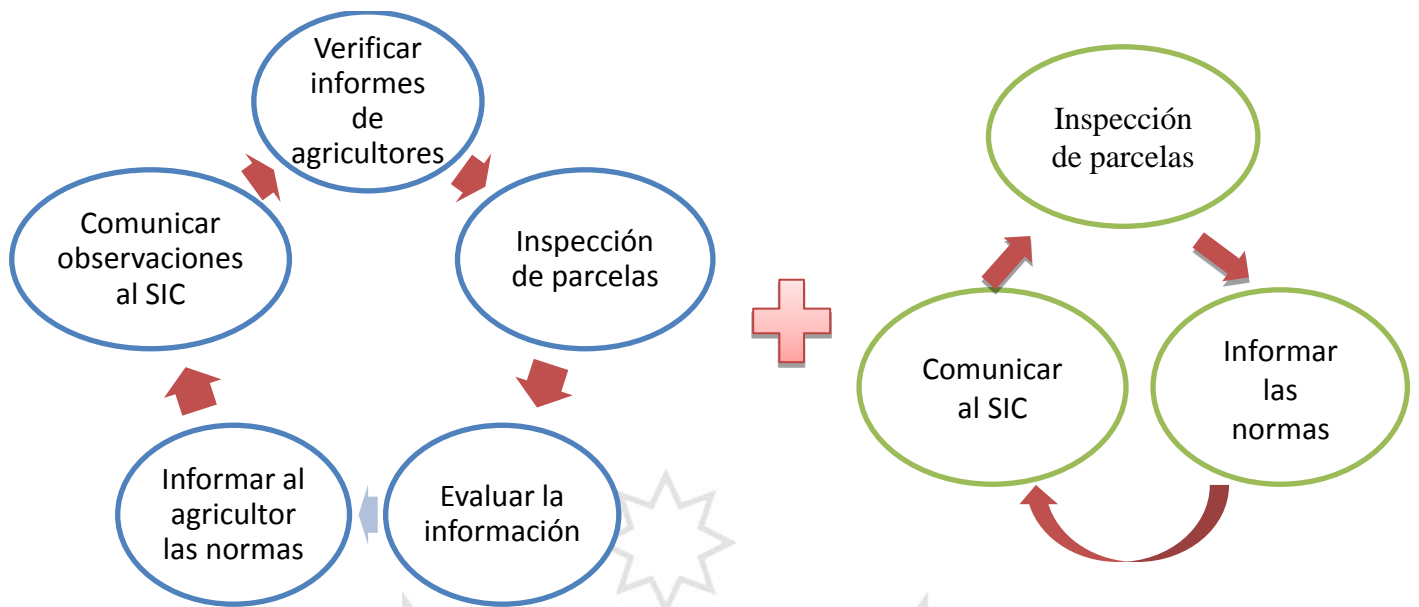 Verificar
informes
de
agricultores
Inspección
de parcelas
Evaluar la
información
Informar al
agricultor
las normas
Comunicar
observaciones
al SIC
Inspección
de parcelas
Informar
las
normas
Comunicar
al SIC